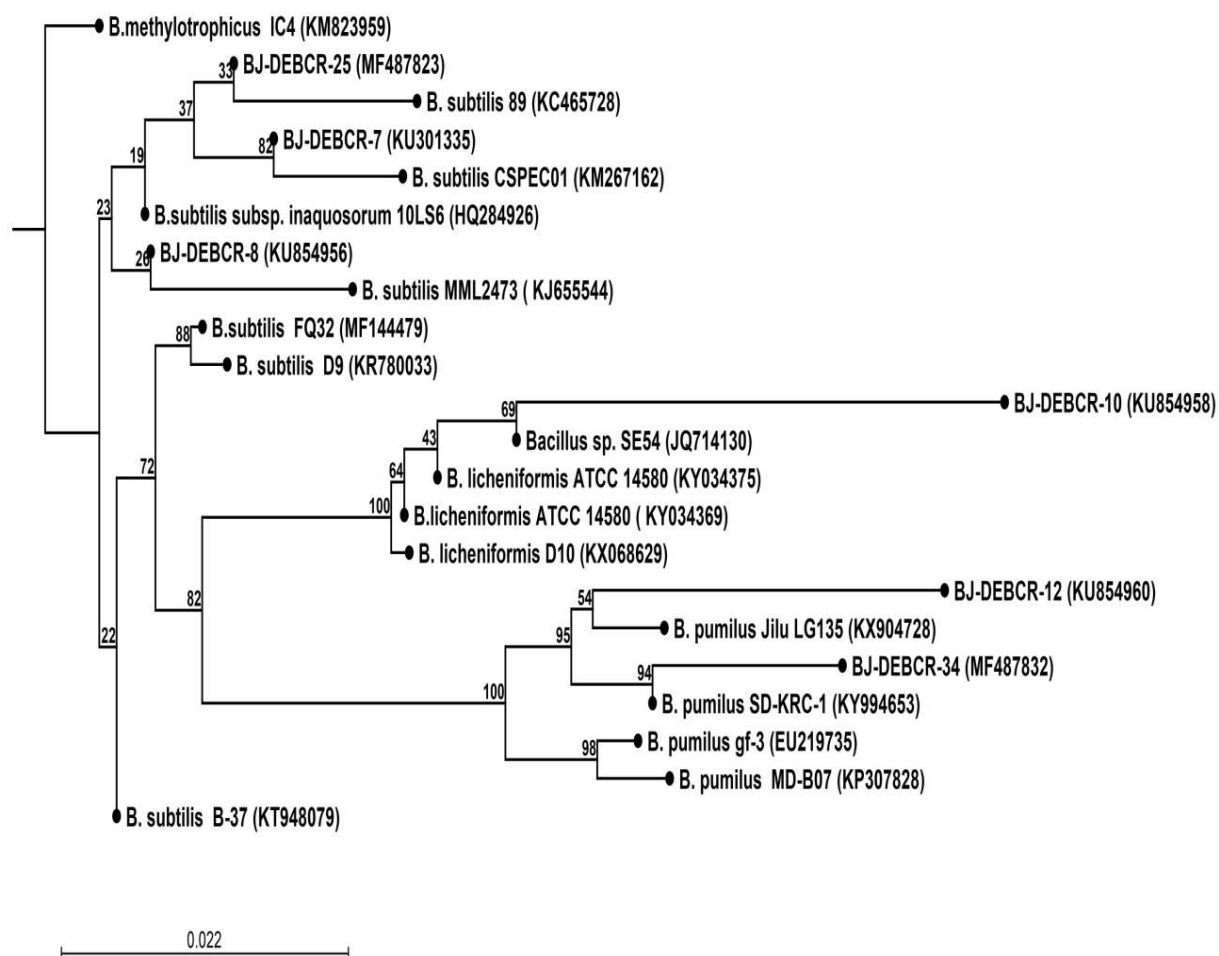 B.methylotrophicus IC4 (KM823959)
33
BJ-DEBCR-25 (MF487823)
B. subtilis 89 (KC465728)
37
82
BJ-DEBCR-7 (KU301335)
19
B. subtilis CSPEC01 (KM267162)
23
B.subtilis subsp. inaquosorum 10LS6 (HQ284926)
26
BJ-DEBCR-8 (KU854956)
B. subtilis MML2473 ( KJ655544)
88
B.subtilis FQ32 (MF144479)
B. subtilis D9 (KR780033)
69
BJ-DEBCR-10 (KU854958)
43
Bacillus sp. SE54 (JQ714130)
72
64
B. licheniformis ATCC 14580 (KY034375)
100
B.licheniformis ATCC 14580 ( KY034369)
B. licheniformis D10 (KX068629)
82
54
BJ-DEBCR-12 (KU854960)
22
95
B. pumilus Jilu LG135 (KX904728)
94
BJ-DEBCR-34 (MF487832)
100
B. pumilus SD-KRC-1 (KY994653)
98
B. pumilus gf-3 (EU219735)
B. pumilus MD-B07 (KP307828)
B. subtilis B-37 (KT948079)
0.022